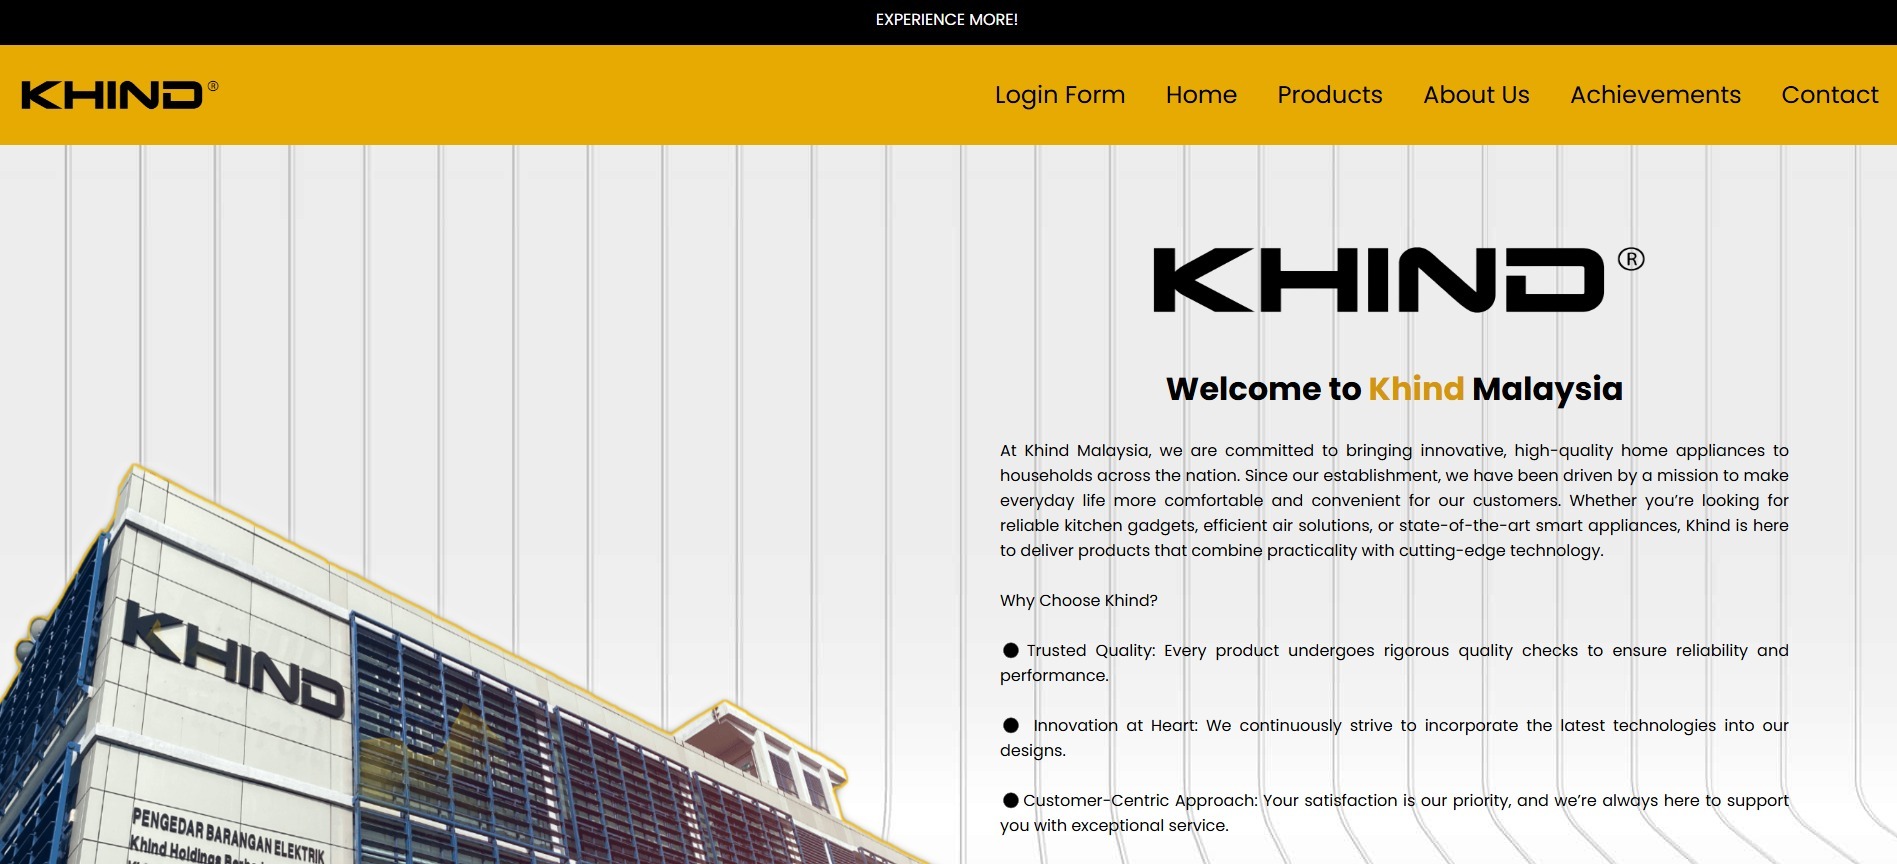 EXPERIENCE MORE!
KHIND®
Login Form Home Products About Us Achievements Contact
KHIND®
Welcome to Khind Malaysia
At Khind Malaysia, we are committed to bringing innovative, high-quality home appliances to
households across the nation. Since our establishment, we have been driven by a mission to make
everyday life more comfortable and convenient for our customers. Whether you’re looking for
reliable kitchen gadgets, efficient air solutions, or state-of-the-art smart appliances, Khind is here
to deliver products that combine practicality with cutting-edge technology.
Why Choose Khind?
● Trusted Quality: Every product undergoes rigorous quality checks to ensure reliability and
performance.
● Innovation at Heart: We continuously strive to incorporate the latest technologies into our
designs.
● Customer-Centric Approach: Your satisfaction is our priority, and we’re always here to support
you with exceptional service.
KHIND
PENGEDAR BARANGAN ELEKTRIK
Khind Holdings